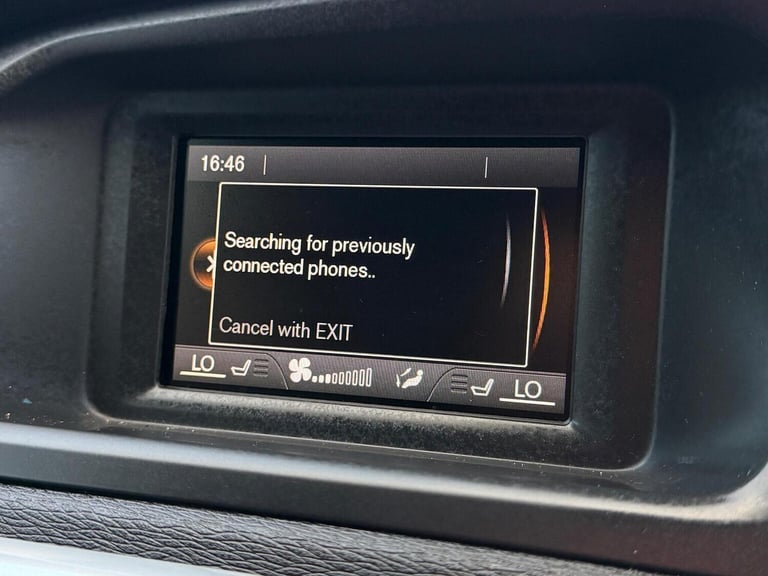 16:46
Searching for previously
connected phones..
Cancel with EXIT
LO LO